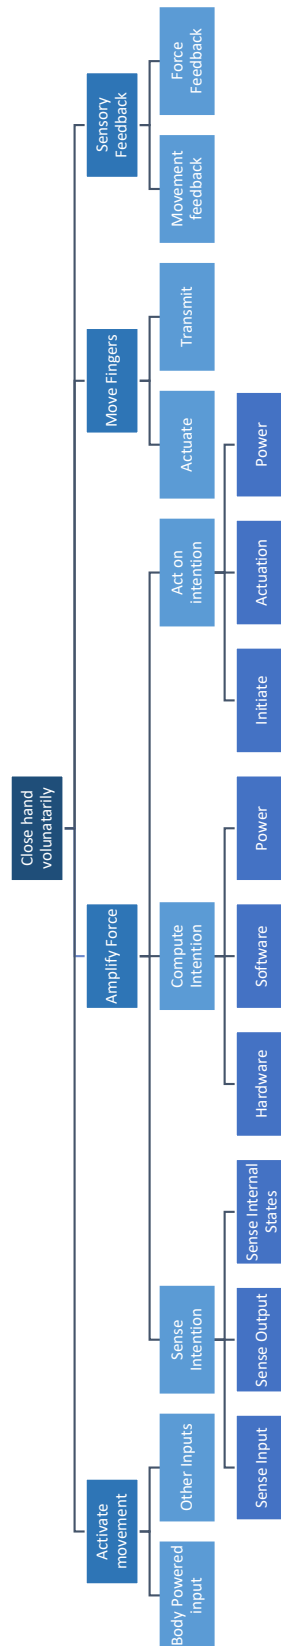 Close hand
volunatarily
Activate
movement
Amplify Force
Move Fingers
Sensory
Feedback
Body Powered
input
Other Inputs
Sense
Intention
Compute
Intention
Act on
intention
Actuate
Transmit
Movement
feedback
Force
Feedback
Sense Input
Sense Output
Sense Internal
States
Hardware
Software
Power
Initiate
Actuation
Power